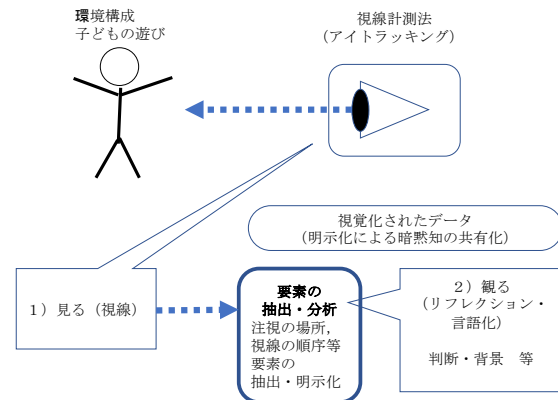 環境構成
子どもの遊び
視線計測法
（アイトラッキング）
視覚化されたデータ
（明示化による暗黙知の共有化）
１）見る（視線）
要素の
抽出・分析
注視の場所，
視線の順序等
要素の
抽出・明示化
２）観る
（リフレクション・
言語化）
判断・背景　等